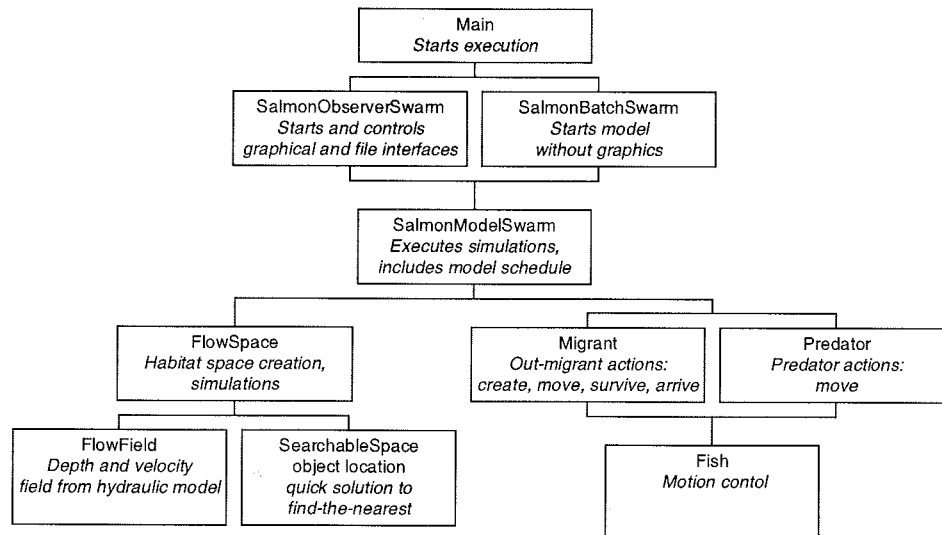 Main
Starts execution
SalmonObserverSwarm
Starts and controls
graphical and file interfaces
SalmonBatchSwarm
Starts model
without graphics
SalmonModelSwarm
Executes simulations,
includes model schedule
FlowSpace
Habitat space creation,
simulations
Migrant
Out-migrant actions:
create, move, survive, arrive
Predator
Predator actions:
move
FlowField
Depth and velocity
field from hydraulic model
SearchableSpace
object location
quick solution to
find-the-nearest
Fish
Motion contol